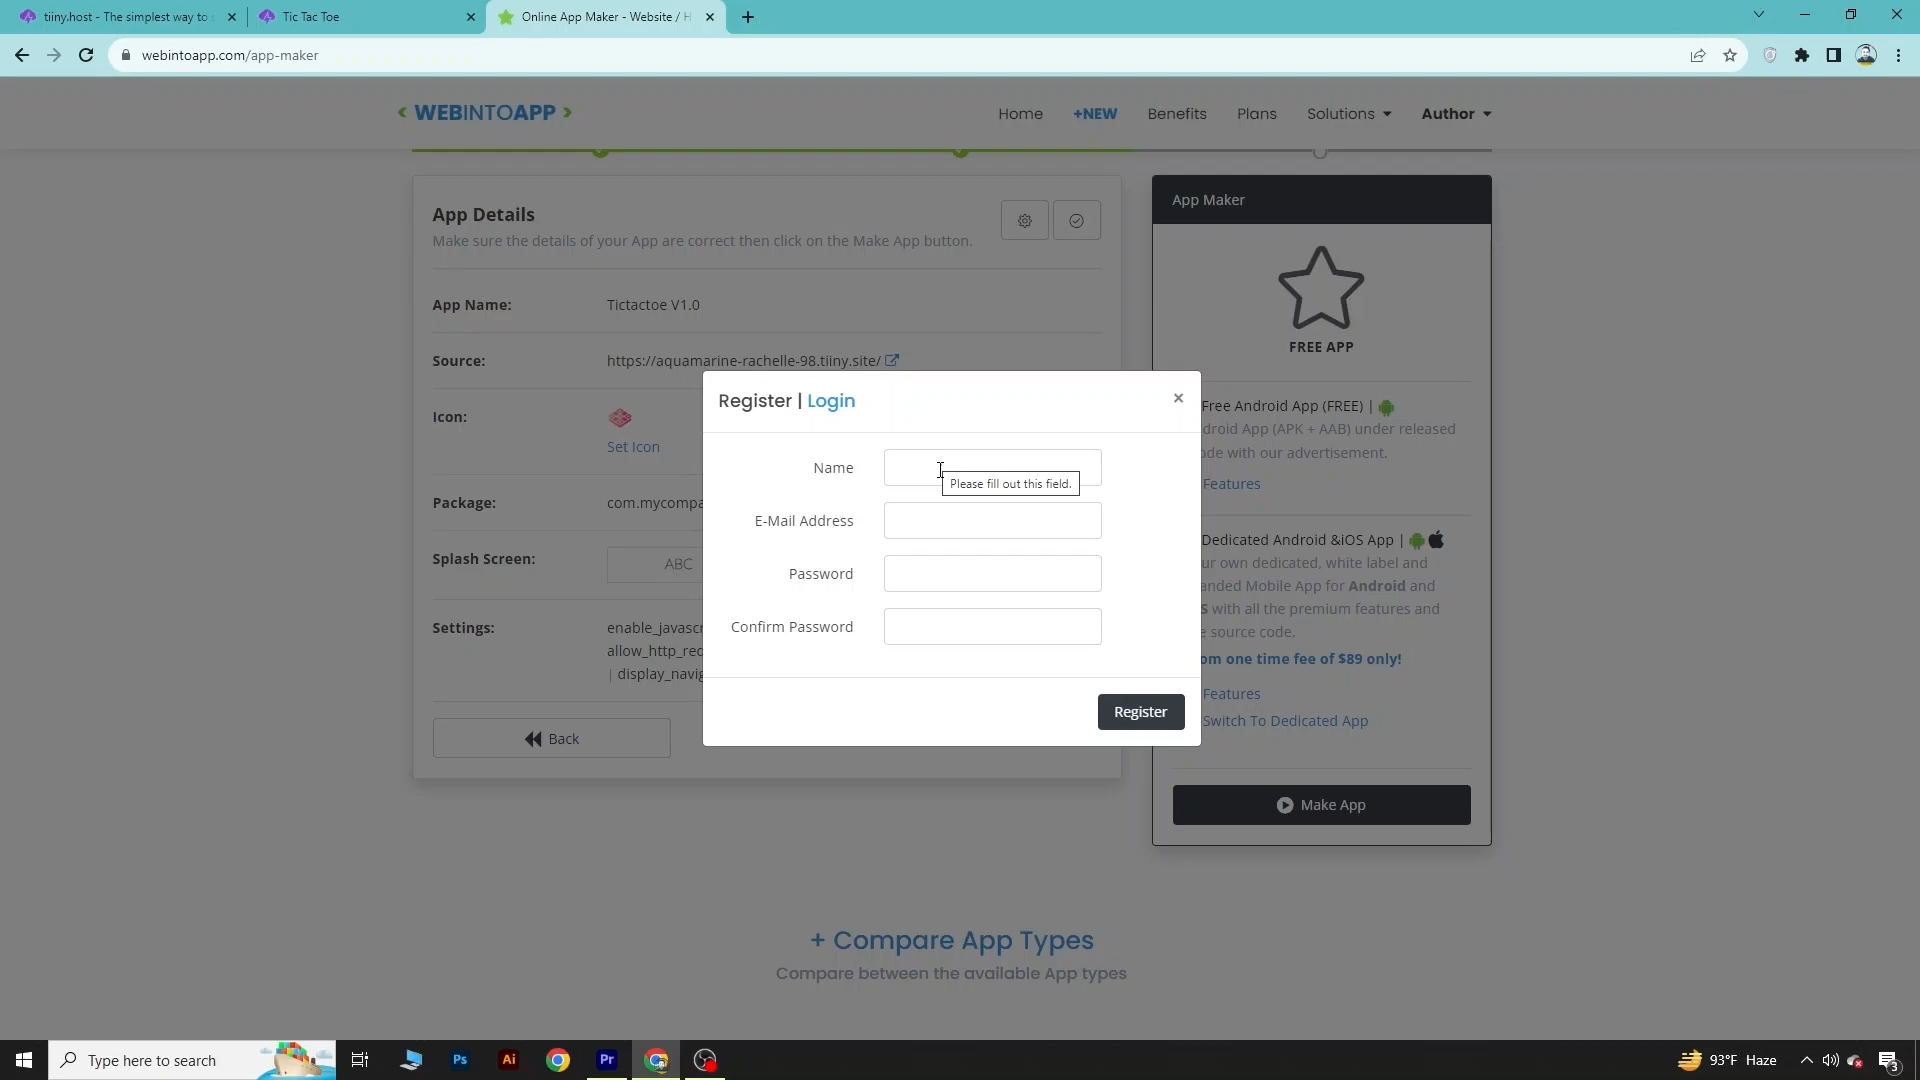 tiiny.host - The simplest way to
Tic Tac Toe
Online App Maker - Website / H
webintoapp.com/app-maker
WEBINTOAPP
Home
+NEW
Benefits
Plans
Solutions
Author
App Details
Make sure the details of your App are correct then click on the Make App button.
App Name:
Tictactoe V1.0
Source:
https://aquamarine-rachelle-98.tiiny.site/
Icon:
Set Icon
Package:
com.mycompa
Splash Screen:
ABC
Settings:
enable_javascr
allow_http_rec
| display_navig
Back
Register | Login
×
Name
Please fill out this field.
E-Mail Address
Password
Confirm Password
Register
App Maker
FREE APP
Free Android App (FREE) |
droid App (APK + AAB) under released
de with our advertisement.
Features
Dedicated Android &iOS App |
ur own dedicated, white label and
anded Mobile App for Android and
S with all the premium features and
e source code.
om one time fee of $89 only!
Features
Switch To Dedicated App
Make App
+ Compare App Types
Compare between the available App types
Type here to search
Ps
Ai
Pr
93°F Haze
3